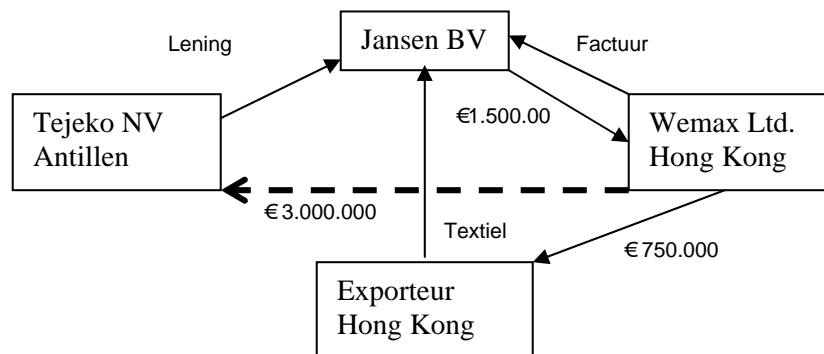 Lening
Jansen BV
Factuur
Tejeko NV
Antillen
€1.500.00
Wemax Ltd.
Hong Kong
€ 3.000.000
Textiel
€ 750.000
Exporteur
Hong Kong